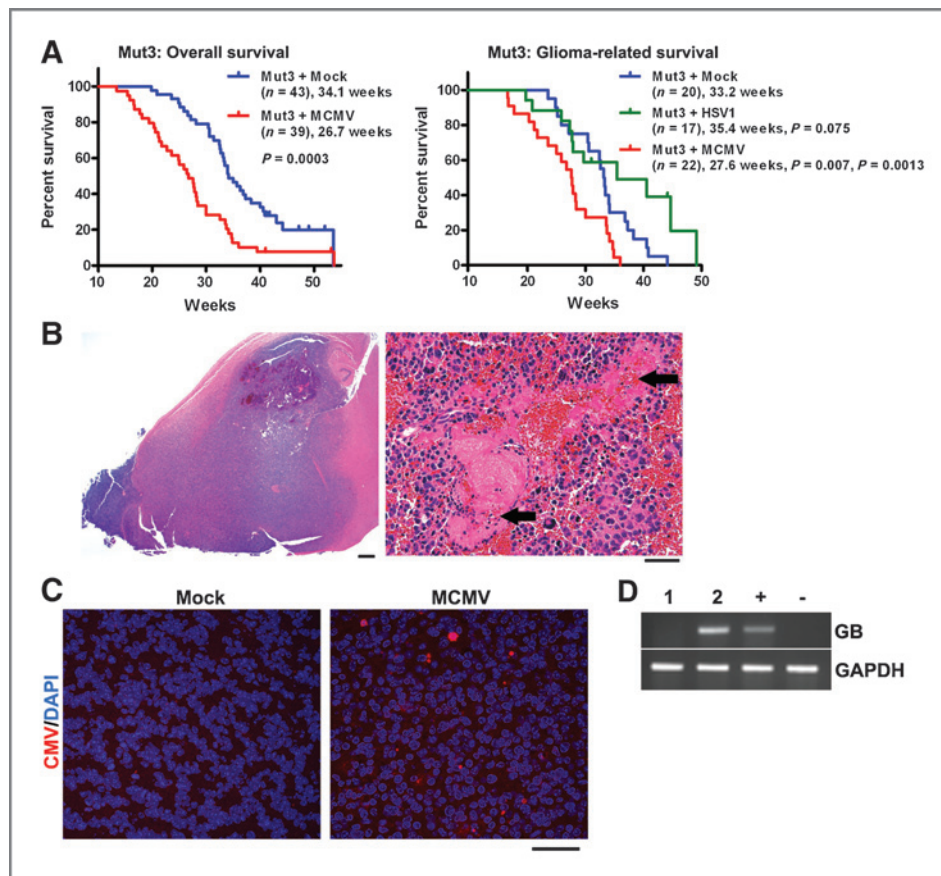 A
Mut3: Overall survival
Mut3 + Mock
(n = 43), 34.1 weeks
Mut3 + MCMV
(n = 39), 26.7 weeks
P = 0.0003
Percent survival
100
80
60
40
20
0
10 20 30 40 50
Weeks
Mut3: Glioma-related survival
Mut3 + Mock
(n = 20), 33.2 weeks
Mut3 + HSV1
(n = 17), 35.4 weeks, P = 0.075
Mut3 + MCMV
(n = 22), 27.6 weeks, P = 0.007, P = 0.0013
Percent survival
100
80
60
40
20
0
10 20 30 40 50
Weeks
B
C
Mock
MCMV
CMV/DAPI
D
1 2 + -
GB
GAPDH